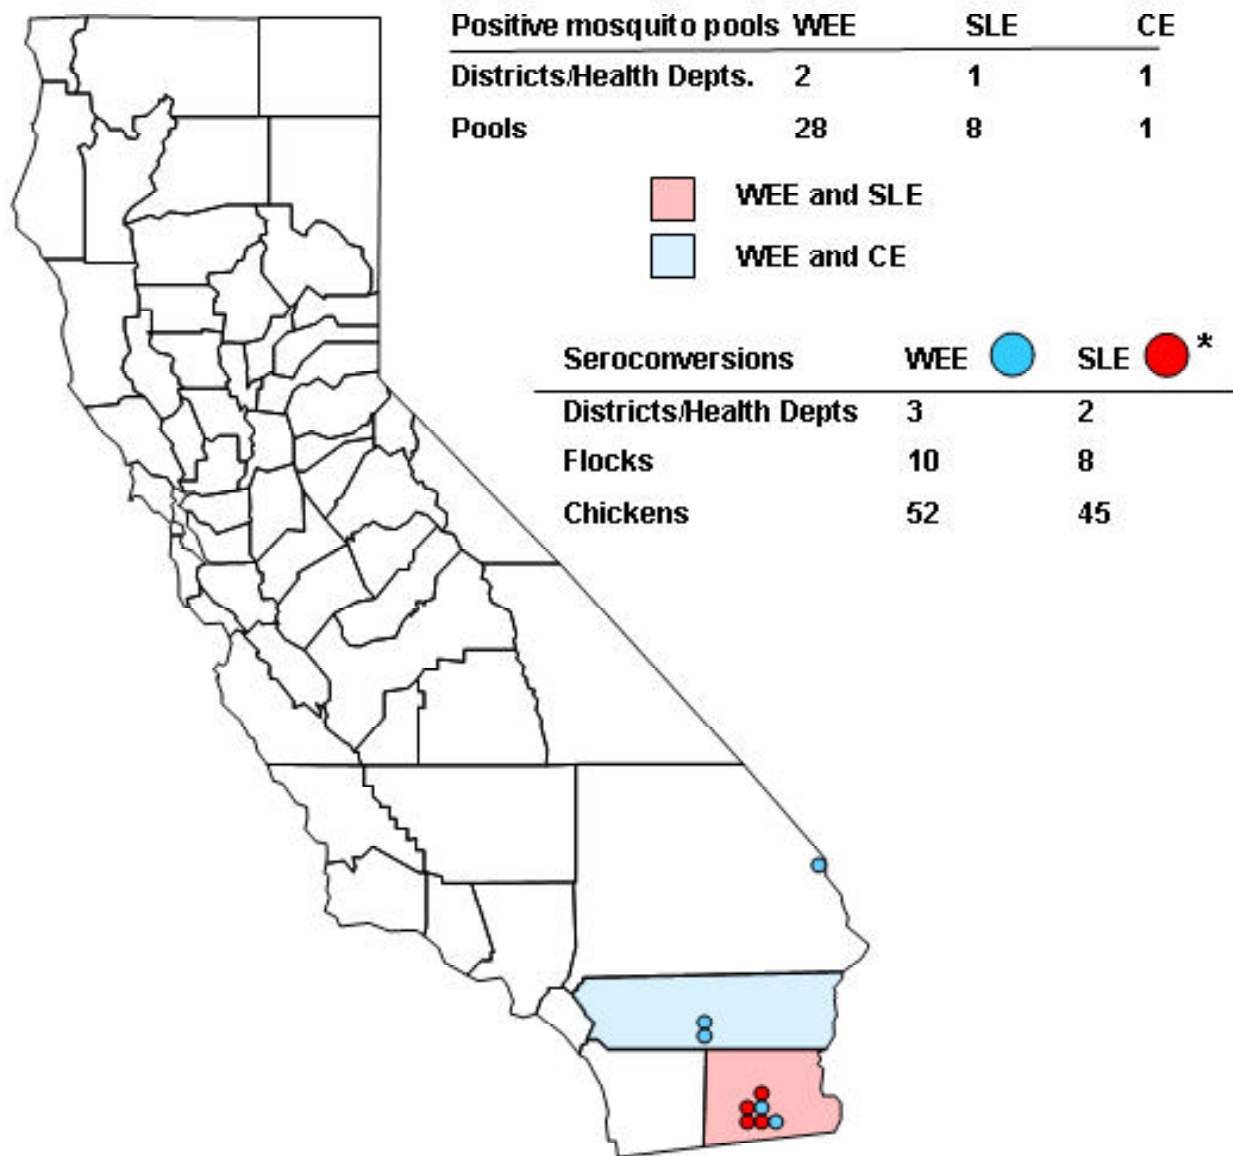 Positive mosquito pools WEE SLE CE
Districts/Health Depts. 2 1 1
Pools 28 8 1
WEE and SLE
WEE and CE
Seroconversions WEE SLE *
Districts/Health Depts 3 2
Flocks 10 8
Chickens 52 45